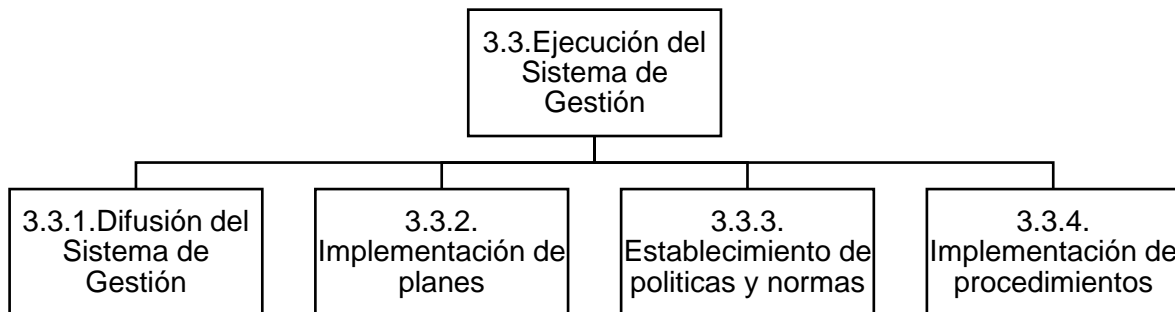 3.3.Ejecución del
Sistema de
Gestión
3.3.1.Difusión del
Sistema de
Gestión
3.3.2.
Implementación de
planes
3.3.3.
Establecimiento de
politicas y normas
3.3.4.
Implementación de
procedimientos